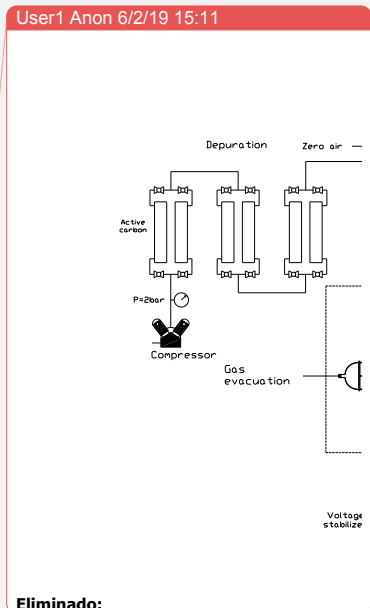 User1 Anon 6/2/19 15:11
Depuration
Zero air
Active
carbon
P=2bar
Compressor
Gas
evacuation
Voltage
stabilize
Eliminado: